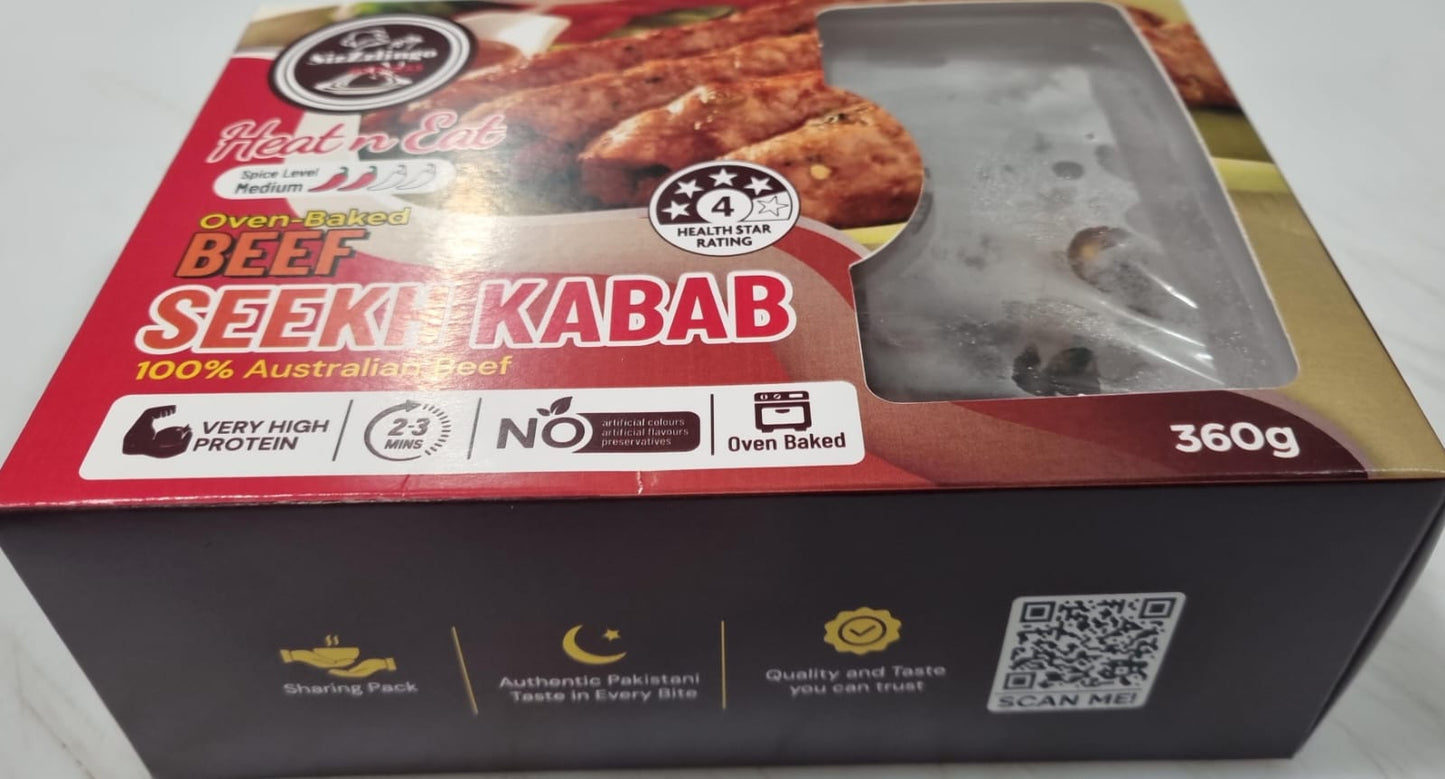 SizZzlingo
Heat n Eat
Spice Level
Medium
Oven-Baked
BEEF
SEEKH KABAB
100% Australian Beef
4
HEALTH STAR
RATING
VERY HIGH
PROTEIN
2-3
MINS
NO
artificial colours
artificial flavours
preservatives
Oven Baked
360g
Sharing Pack
Authentic Pakistani
Taste in Every Bite
Quality and Taste
you can trust
SCAN ME!